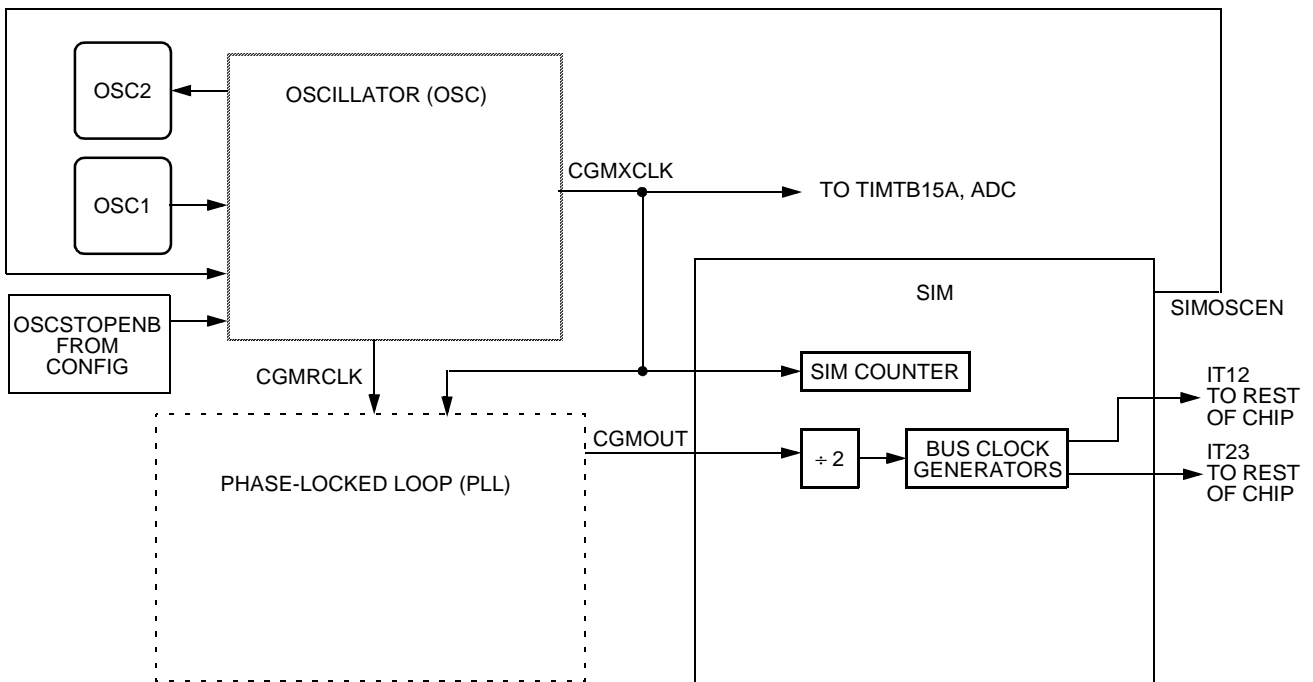 OSC2
OSCILLATOR (OSC)
CGMXCLK
OSC1
TO TIMTB15A, ADC
SIM
SIMOSCEN
OSCSTOPENB
FROM
CONFIG
CGMRCLK
SIM COUNTER
IT12
TO REST
OF CHIP
CGMOUT
÷ 2
BUS CLOCK
GENERATORS
IT23
TO REST
OF CHIP
PHASE-LOCKED LOOP (PLL)